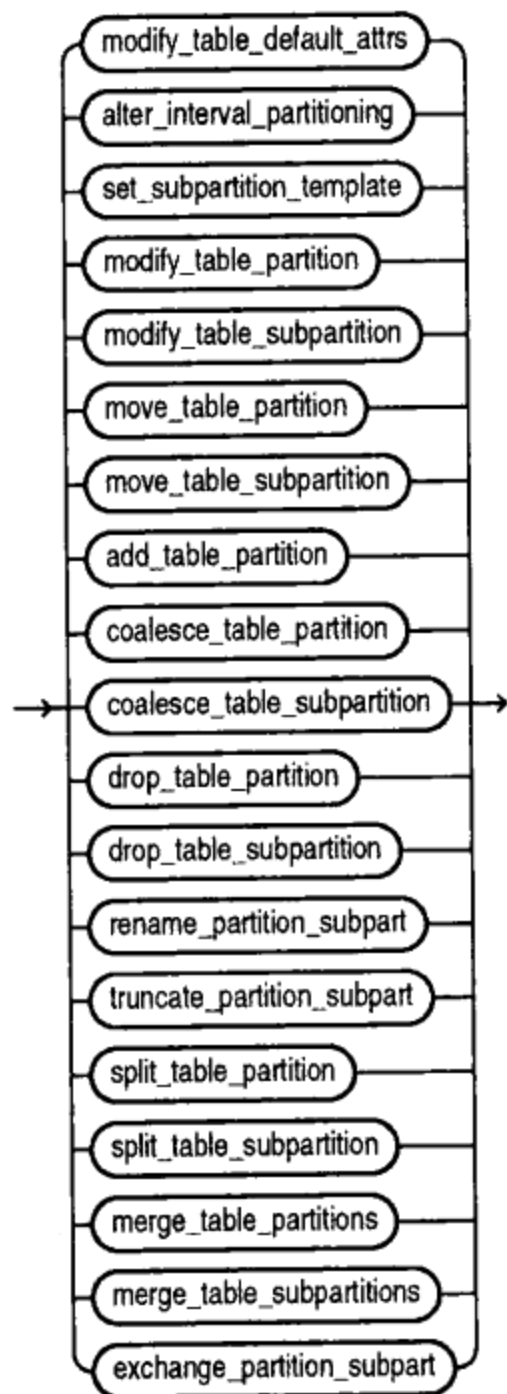 modify_table_default_attrs
alter_interval_partitioning
set_subpartition_template
modify_table_partition
modify_table_subpartition
move_table_partition
move_table_subpartition
add_table_partition
coalesce_table_partition
coalesce_table_subpartition
drop_table_partition
drop_table_subpartition
rename_partition_subpart
truncate_partition_subpart
split_table_partition
split_table_subpartition
merge_table_partitions
merge_table_subpartitions
exchange_partition_subpart